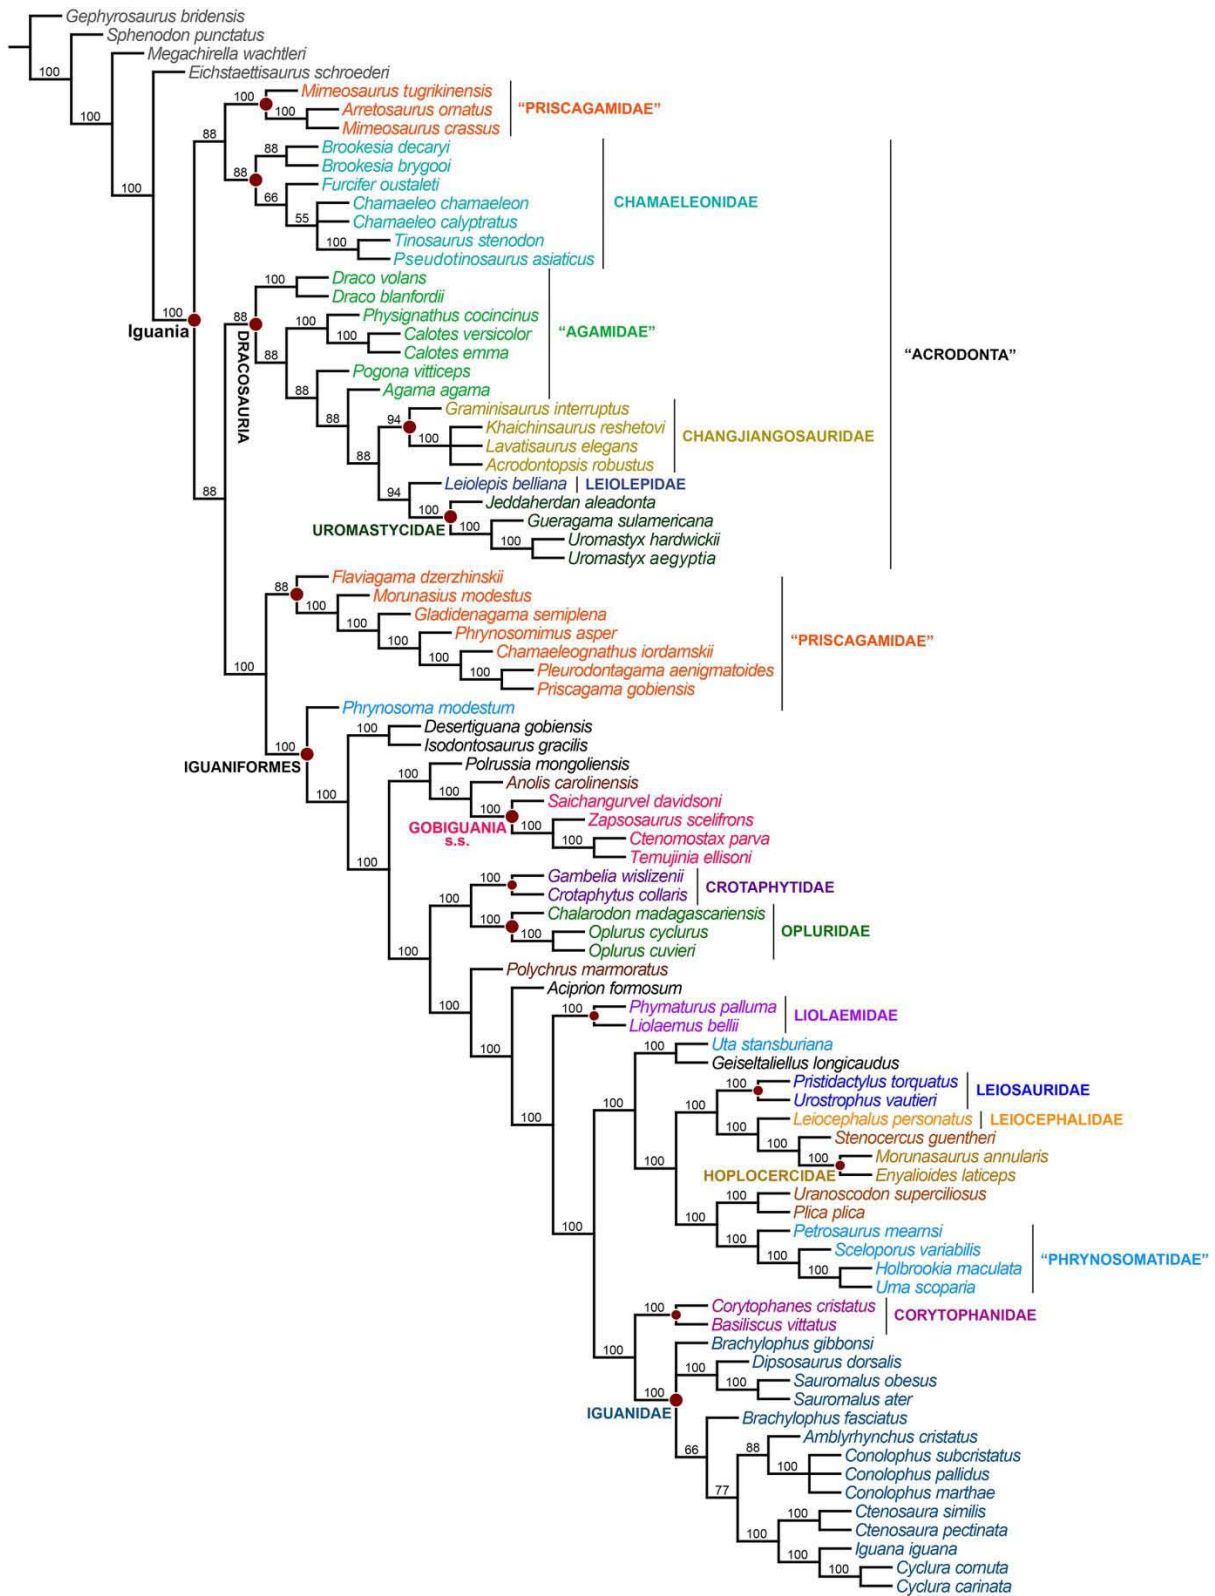 Gephyrosaurus bridensis
Sphenodon punctatus
100
Megachirella wachtleri
100
Eichstaettisaurus schroederi
100
Mimeosaurus tugrikinensis
100
Arretosaurus ornatus
100
Mimeosaurus crassus
"PRISCAGAMIDAE"
88
Brookesia decaryi
88
Brookesia brygooi
88
Furcifer oustaleti
66
Chamaeleo chamaeleon
55
Chamaeleo calyptratus
Tinosaurus stenodon
100
Pseudotinosaurus asiaticus
CHAMAELEONIDAE
100
Iguania
Draco volans
100
Draco blanfordii
88
DRACOSAURIA
Physignathus cocincinus
100
Calotes versicolor
100
Calotes emma
88
Pogona vitticeps
88
Agama agama
88
"AGAMIDAE"
"ACRODONTA"
Graminisaurus interruptus
94
Khaichinsaurus reshetovi
100
Lavatisaurus elegans
Acrodontopsis robustus
CHANGJIANGOSAURIDAE
88
Leiolepis belliana
LEIOLEPIDAE
94
Jeddaherdan aleadonta
100
Gueragama sulamericana
100
UROMASTYCIDAE
Uromastyx hardwickii
100
Uromastyx aegyptia
88
Flaviagama dzerzhinskii
88
Morunasius modestus
100
Gladidenagama semiplena
100
Phrynosomimus asper
100
Chamaeleognathus iordamskii
100
Pleurodontagama aenigmatoides
100
Priscagama gobiensis
"PRISCAGAMIDAE"
100
Phrynosoma modestum
100
IGUANIFORMES
Desertiguana gobiensis
100
Isodontosaurus gracilis
100
Polrussia mongoliensis
100
Anolis carolinensis
100
Saichangurvel davidsoni
100
GOBIGUANIA
s.s.
Zapsosaurus scelifrons
100
Ctenomostax parva
100
Temujinia ellisoni
100
Gambelia wislizenii
100
Crotaphytus collaris
CROTAPHYTIDAE
100
Chalarodon madagascariensis
100
Oplurus cyclurus
100
Oplurus cuvieri
OPLURIDAE
100
Polychrus marmoratus
100
Aciprion formosum
100
Phymaturus palluma
100
Liolaemus bellii
LIOLAEMIDAE
100
Uta stansburiana
100
Geiseltaliellus longicaudus
100
Pristidactylus torquatus
100
Urostrophus vautieri
LEIOSAURIDAE
100
Leiocephalus personatus
LEIOCEPHALIDAE
100
Stenocercus guentheri
100
Morunasaurus annularis
100
HOPLOCERCIDAE
Enyalioides laticeps
100
Uranoscodon superciliosus
100
Plica plica
100
Petrosaurus mearnsi
100
Sceloporus variabilis
100
Holbrookia maculata
100
Uma scoparia
"PHRYNOSOMATIDAE"
100
Corytophanes cristatus
100
Basiliscus vittatus
CORYTOPHANIDAE
100
Brachylophus gibbonsi
Dipsosaurus dorsalis
100
Sauromalus obesus
100
Sauromalus ater
100
IGUANIDAE
Brachylophus fasciatus
66
Amblyrhynchus cristatus
88
Conolophus subcristatus
100
Conolophus pallidus
Conolophus marthae
77
Ctenosaura similis
100
Ctenosaura pectinata
100
Iguana iguana
100
Cyclura cornuta
100
Cyclura carinata